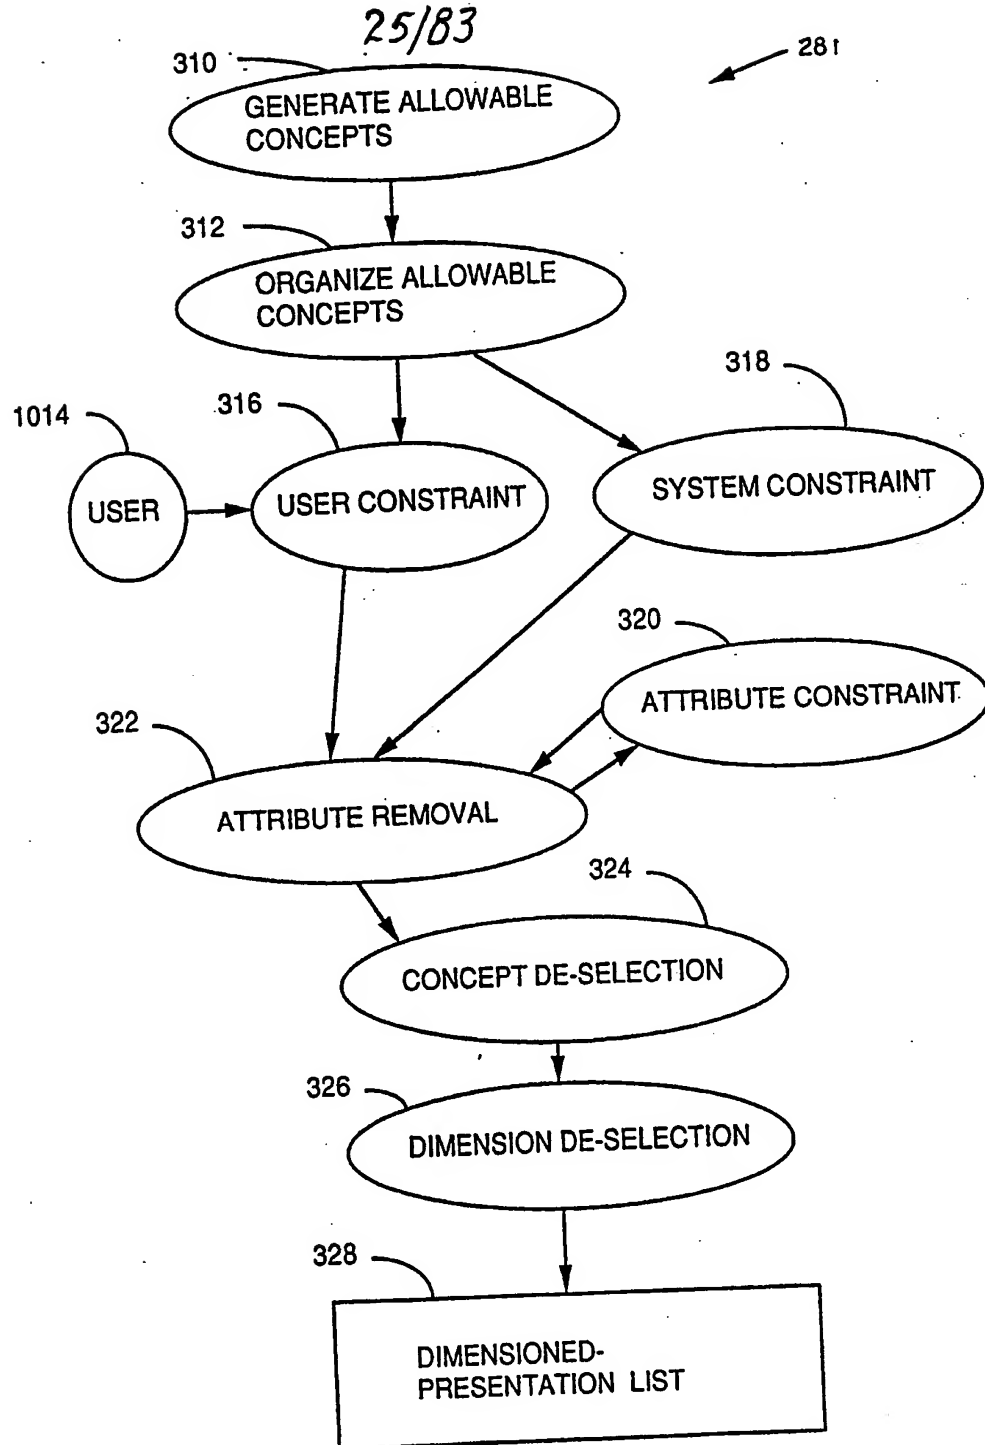 25/83
310
281
GENERATE ALLOWABLE
CONCEPTS
312
ORGANIZE ALLOWABLE
CONCEPTS
318
316
1014
SYSTEM CONSTRAINT
USER CONSTRAINT
USER
320
ATTRIBUTE CONSTRAINT
322
ATTRIBUTE REMOVAL
324
CONCEPT DE-SELECTION
326
DIMENSION DE-SELECTION
328
DIMENSIONED-
PRESENTATION LIST